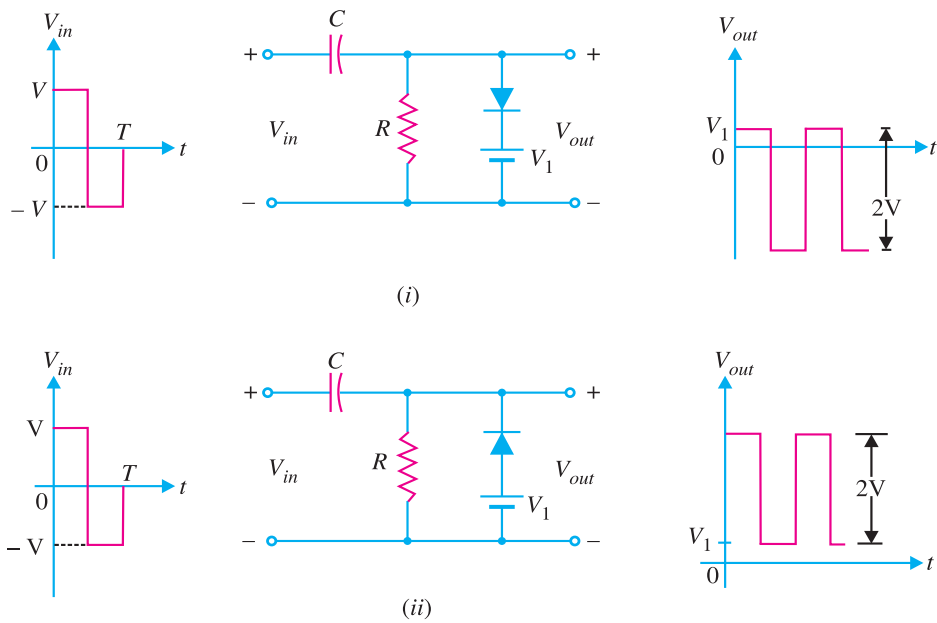 V_in
V
T
0
t
– V
C
+
+
V_in
R
V_out
V_1
–
–
V_out
V_1
0
t
2V
(i)
V_in
V
T
0
t
– V
C
+
+
V_in
R
V_out
V_1
–
–
V_out
2V
V_1
0
t
(ii)